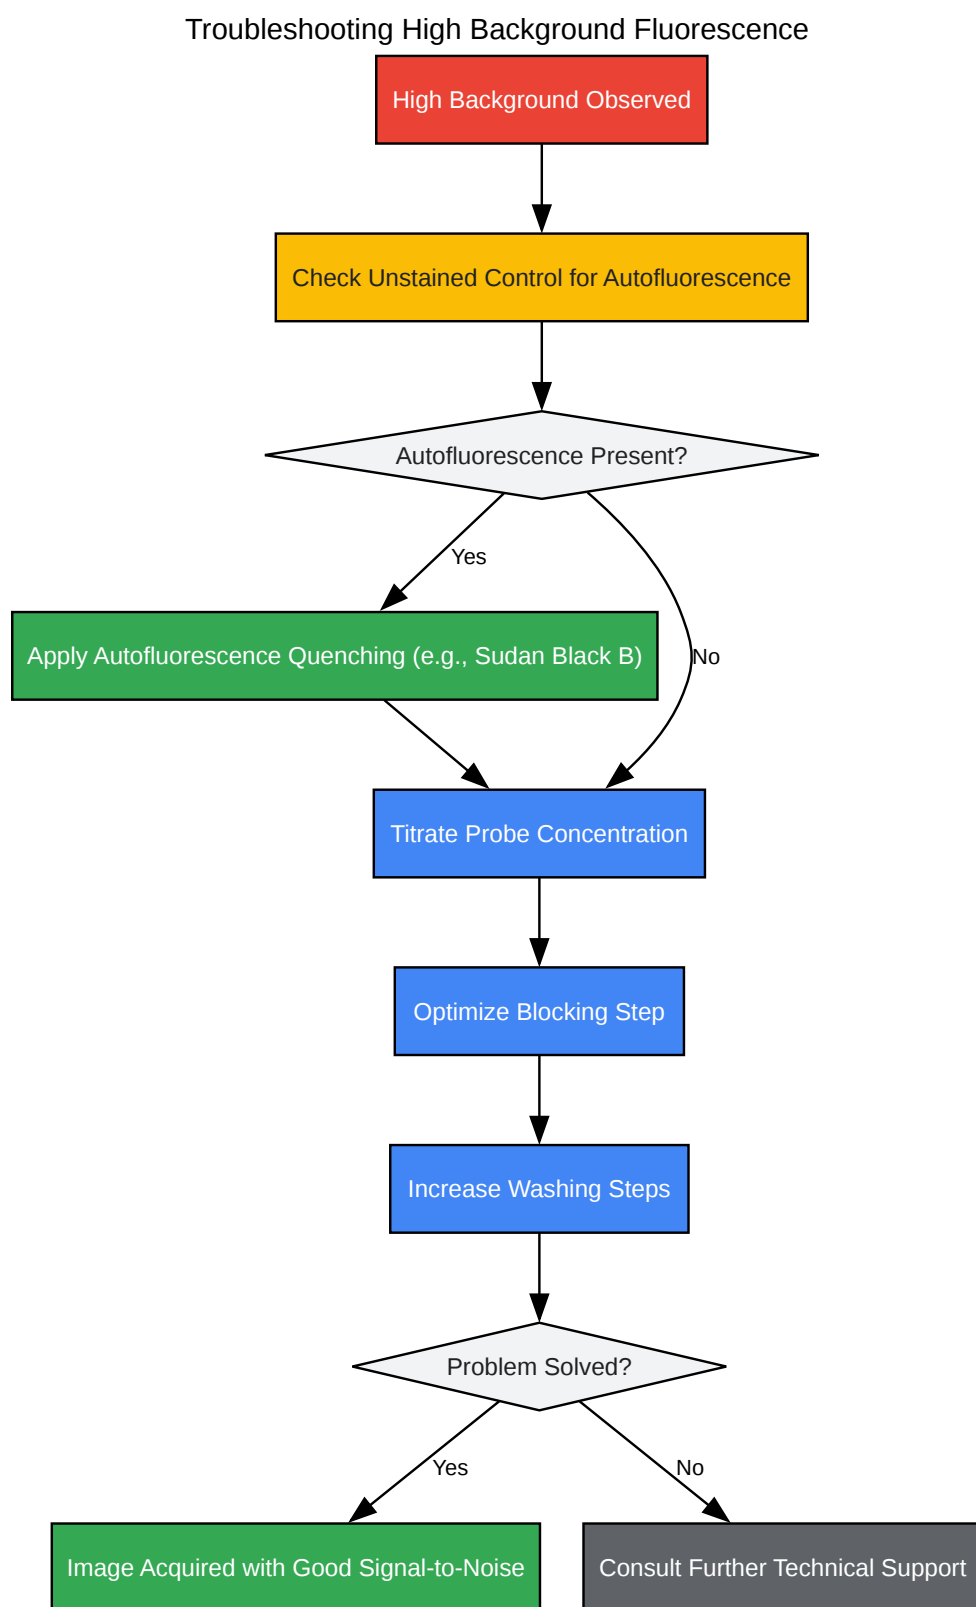 Troubleshooting High Background Fluorescence
High Background Observed
Check Unstained Control for Autofluorescence
Autofluorescence Present?
Yes
Apply Autofluorescence Quenching (e.g., Sudan Black B)
No
Titrate Probe Concentration
Optimize Blocking Step
Increase Washing Steps
Problem Solved?
Yes
No
Image Acquired with Good Signal-to-Noise
Consult Further Technical Support